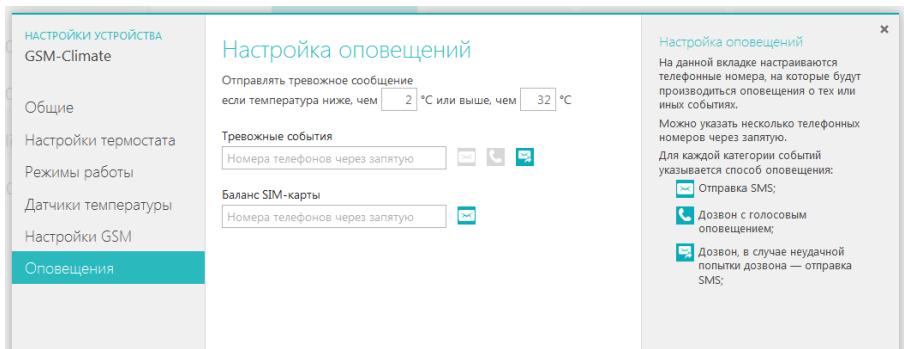 НАСТРОЙКИ УСТРОЙСТВА
GSM-Climate
Общие
Настройки термостата
Режимы работы
Датчики температуры
Настройки GSM
Оповещения
Настройка оповещений
Отправлять тревожное сообщение
если температура ниже, чем 2 °C или выше, чем 32 °C
Тревожные события
Номера телефонов через запятую
Баланс SIM-карты
Номера телефонов через запятую
Настройка оповещений
На данной вкладке настраиваются
телефонные номера, на которые будут
производиться оповещения о тех или
иных событиях.
Можно указать несколько телефонных
номеров через запятую.
Для каждой категории событий
указывается способ оповещения:
Отправка SMS;
Дозвон с голосовым
оповещением;
Дозвон, в случае неудачной
попытки дозвона — отправка
SMS;